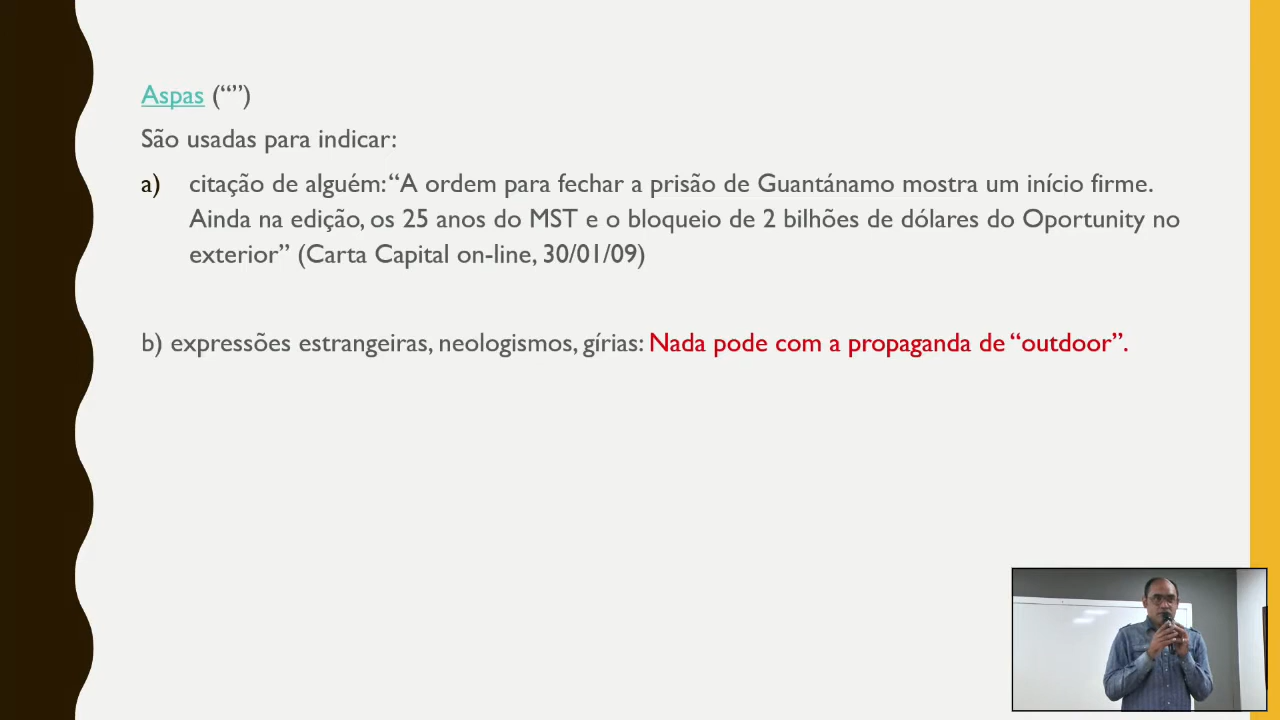 Aspas (“”)
São usadas para indicar:
a) citação de alguém: “A ordem para fechar a prisão de Guantánamo mostra um início firme.
Ainda na edição, os 25 anos do MST e o bloqueio de 2 bilhões de dólares do Oportunity no
exterior” (Carta Capital on-line, 30/01/09)
b) expressões estrangeiras, neologismos, gírias: Nada pode com a propaganda de “outdoor”.